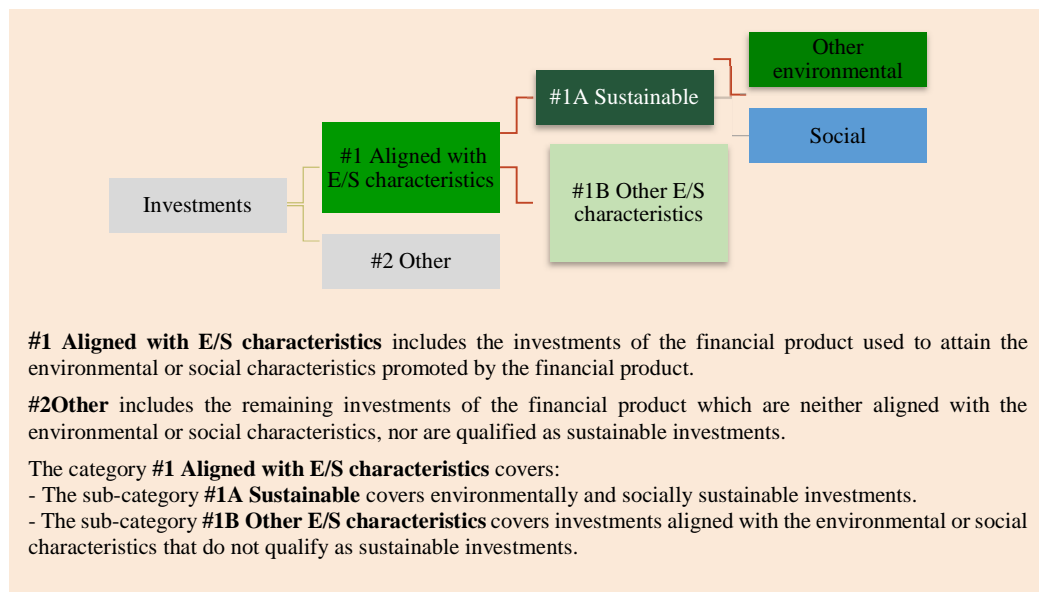 Other
environmental
#1A Sustainable
Social
#1 Aligned with
E/S characteristics
#1B Other E/S
characteristics
Investments
#2 Other
#1 Aligned with E/S characteristics includes the investments of the financial product used to attain the
environmental or social characteristics promoted by the financial product.
#2Other includes the remaining investments of the financial product which are neither aligned with the
environmental or social characteristics, nor are qualified as sustainable investments.
The category #1 Aligned with E/S characteristics covers:
- The sub-category #1A Sustainable covers environmentally and socially sustainable investments.
- The sub-category #1B Other E/S characteristics covers investments aligned with the environmental or social
characteristics that do not qualify as sustainable investments.